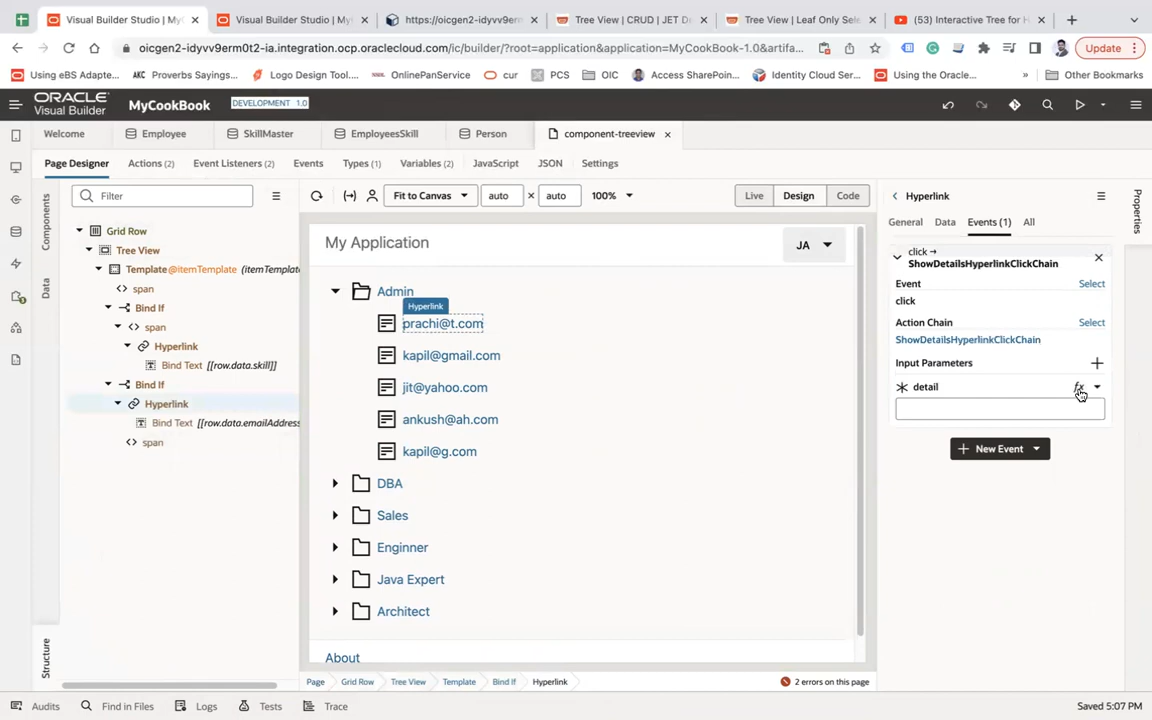 Visual Builder Studio | MyC
Visual Builder Studio | MyC
https://oicgen2-idyvv9erm
Tree View | CRUD | JET D
Tree View | Leaf Only Sele
(53) Interactive Tree for H
oicgen2-idyvv9erm0t2-ia.integration.ocp.oraclecloud.com/ic/builder/?root=application&application=MyCookBook-1.0&artifa...
Update
Using eBS Adapte...
AKC Proverbs Sayings...
Logo Design Tool....
OnlinePanService
cur
PCS
OIC
Access SharePoin...
Identity Cloud Ser...
Using the Oracle...
»
Other Bookmarks
ORACLE
Visual Builder
MyCookBook
DEVELOPMENT 1.0
Welcome
Employee
SkillMaster
EmployeesSkill
Person
component-treeview
Page Designer
Actions (2)
Event Listeners (2)
Events
Types (1)
Variables (2)
JavaScript
JSON
Settings
Components
Data
Structure
Filter
Fit to Canvas
auto
×
auto
100%
Live
Design
Code
Grid Row
Tree View
Template @itemTemplate (itemTemplat
span
Bind If
span
Hyperlink
Bind Text [[row.data.skill]]
Bind If
Hyperlink
Bind Text [[row.data.emailAddress
span
My Application
JA
Admin
Hyperlink
prachi@t.com
kapil@gmail.com
jit@yahoo.com
ankush@ah.com
kapil@g.com
DBA
Sales
Enginner
Java Expert
Architect
About
Page
Grid Row
Tree View
Template
Bind If
Hyperlink
2 errors on this page
Hyperlink
General
Data
Events (1)
All
click →
ShowDetailsHyperlinkClickChain
Event
Select
click
Action Chain
Select
ShowDetailsHyperlinkClickChain
Input Parameters
detail
fx
New Event
Properties
Audits
Find in Files
Logs
Tests
Trace
Saved 5:07 PM